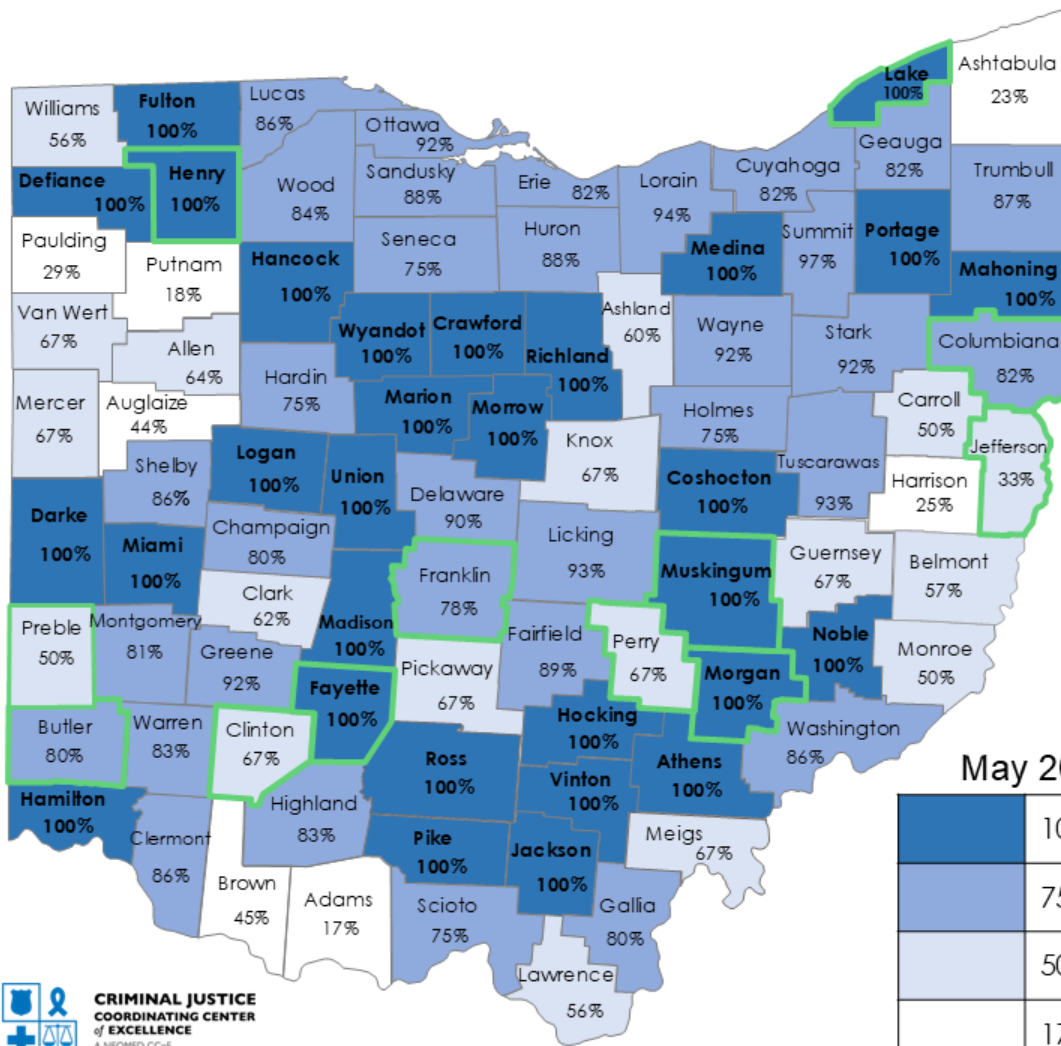 Ashtabula
23%
Lake
100%
Geauga
82%
Williams
56%
Fulton
100%
Lucas
86%
Ottawa
92%
Defiance
100%
Henry
100%
Wood
84%
Sandusky
88%
Erie 82%
Lorain
94%
Cuyahoga
82%
Trumbull
87%
Paulding
29%
Putnam
18%
Hancock
100%
Seneca
75%
Huron
88%
Medina
100%
Summit
97%
Portage
100%
Mahoning
100%
Van Wert
67%
Allen
64%
Wyandot
100%
Crawford
100%
Richland
100%
Ashland
60%
Wayne
92%
Stark
92%
Columbiana
82%
Mercer
67%
Auglaize
44%
Hardin
75%
Marion
100%
Morrow
100%
Knox
67%
Holmes
75%
Tuscarawas
93%
Carroll
50%
Jefferson
33%
Shelby
86%
Logan
100%
Union
100%
Delaware
90%
Coshocton
100%
Harrison
25%
Darke
100%
Miami
100%
Champaign
80%
Licking
93%
Muskingum
100%
Guernsey
67%
Belmont
57%
Clark
62%
Madison
100%
Franklin
78%
Fairfield
89%
Perry
67%
Morgan
100%
Noble
100%
Monroe
50%
Preble
50%
Montgomery
81%
Greene
92%
Fayette
100%
Pickaway
67%
Hocking
100%
Athens
100%
Washington
86%
Butler
80%
Warren
83%
Clinton
67%
Ross
100%
Vinton
100%
Hamilton
100%
Clermont
86%
Highland
83%
Pike
100%
Jackson
100%
Meigs
67%
Brown
45%
Adams
17%
Scioto
75%
Gallia
80%
Lawrence
56%
May 20
10
75
50
17
CRIMINAL JUSTICE
COORDINATING CENTER
of EXCELLENCE
A NEOMED CCoE